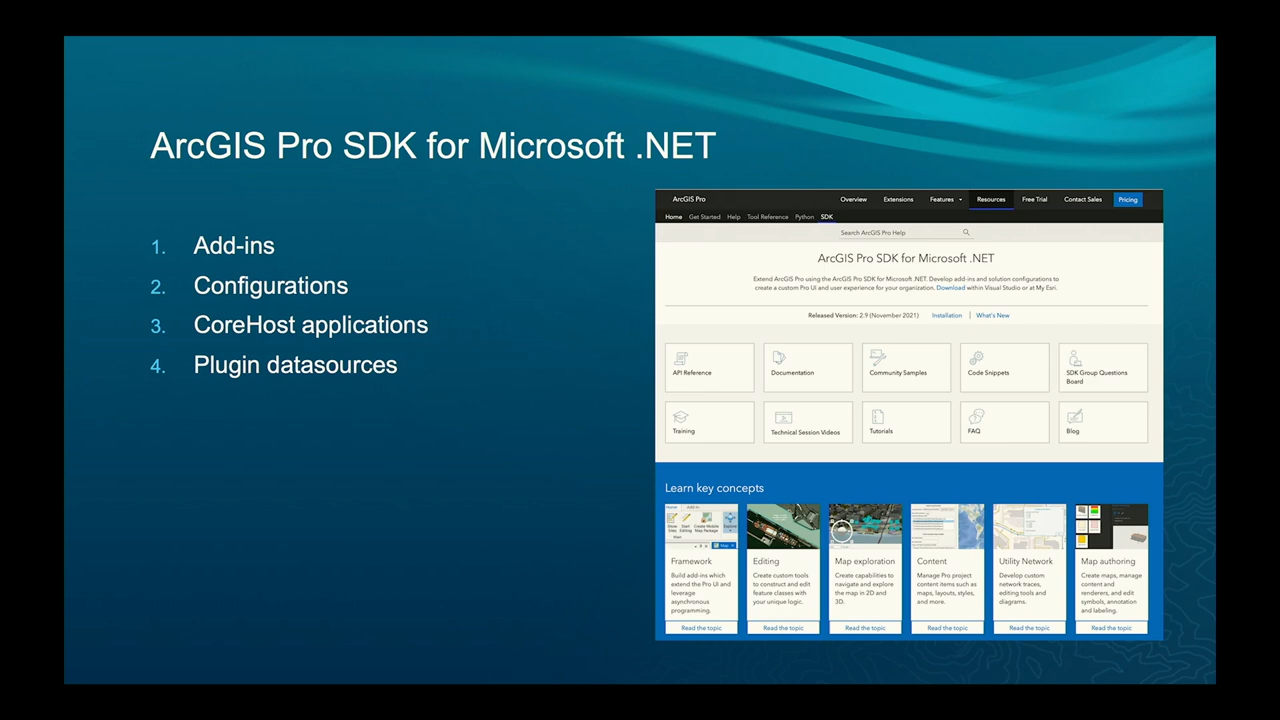 ArcGIS Pro SDK for Microsoft .NET
1. Add-ins
2. Configurations
3. CoreHost applications
4. Plugin datasources
ArcGIS Pro Overview Extensions Features Resources Free Trial Contact Sales Pricing
Home Get Started Help Tool Reference Python SDK
Search ArcGIS Pro Help
ArcGIS Pro SDK for Microsoft .NET
Extend ArcGIS Pro using the ArcGIS Pro SDK for Microsoft .NET. Develop add-ins and solution configurations to
create a custom Pro UI and user experience for your organization. Download within Visual Studio or at My Esri.
Released Version: 2.9 (November 2021) Installation | What's New
API Reference
Documentation
Community Samples
Code Snippets
SDK Group Questions
Board
Training
Technical Session Videos
Tutorials
FAQ
Blog
Learn key concepts
Framework
Build add-ins which
extend the Pro UI and
leverage
asynchronous
programming.
Read the topic
Editing
Create custom tools
to construct and edit
feature classes with
your unique logic.
Read the topic
Map exploration
Create capabilities to
navigate and explore
the map in 2D and
3D.
Read the topic
Content
Manage Pro project
content items such as
maps, layouts, styles,
and more.
Read the topic
Utility Network
Develop custom
network traces,
editing tools and
diagrams.
Read the topic
Map authoring
Create maps, manage
content and
renderers, and edit
symbols, annotation
and labeling.
Read the topic